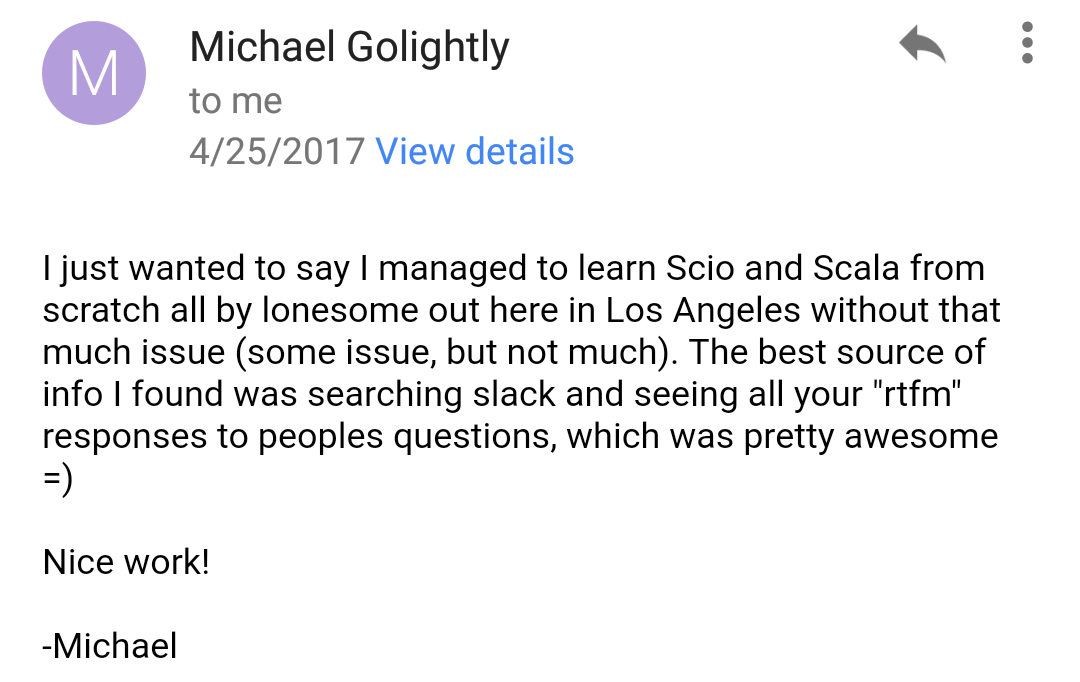 M
Michael Golightly
to me
4/25/2017 View details
I just wanted to say I managed to learn Scio and Scala from
scratch all by lonesome out here in Los Angeles without that
much issue (some issue, but not much). The best source of
info I found was searching slack and seeing all your "rtfm"
responses to peoples questions, which was pretty awesome
=)
Nice work!
-Michael